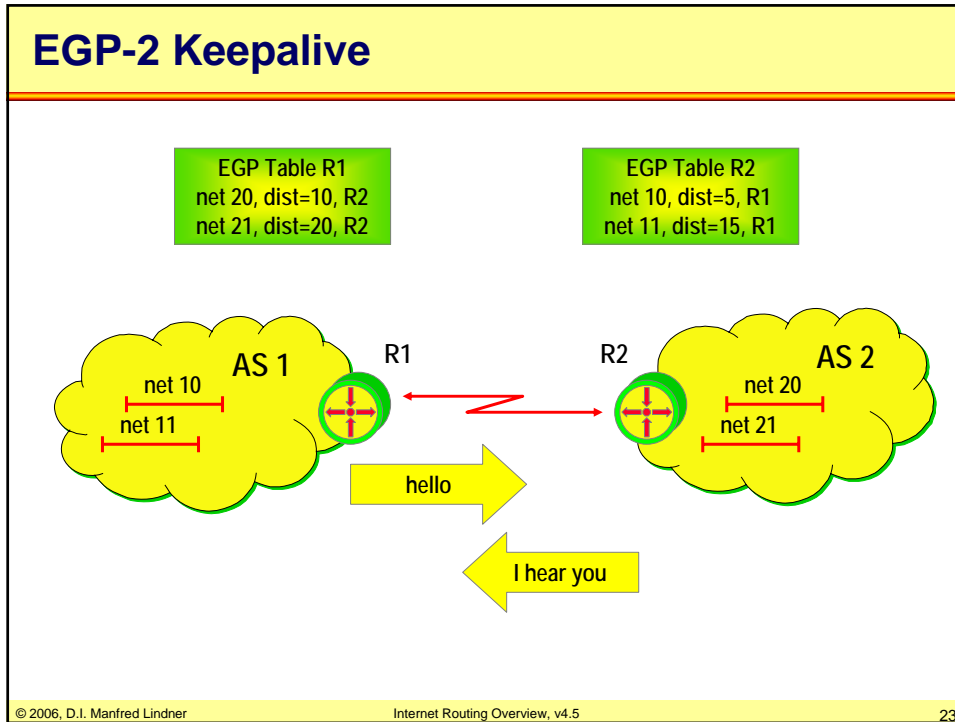 EGP-2 Keepalive
EGP Table R1
net 20, dist=10, R2
net 21, dist=20, R2
EGP Table R2
net 10, dist=5, R1
net 11, dist=15, R1
AS 1
R1
R2
AS 2
net 10
net 11
net 20
net 21
hello
I hear you
© 2006, D.I. Manfred Lindner
Internet Routing Overview, v4.5
23